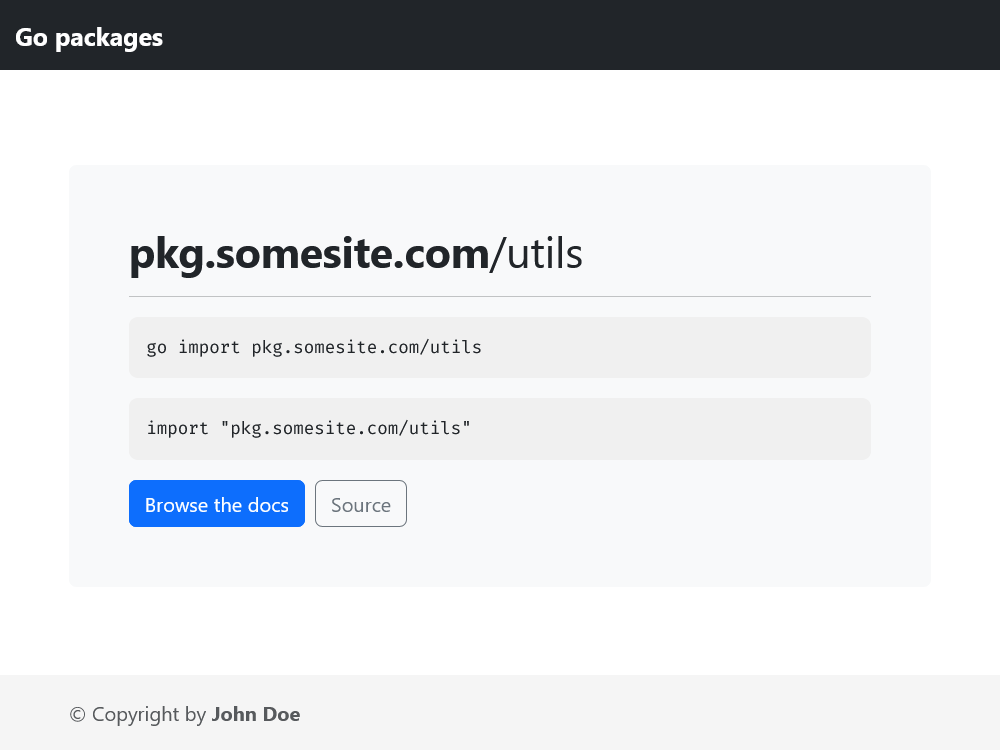 Go packages
pkg.somesite.com/utils
go import pkg.somesite.com/utils
import "pkg.somesite.com/utils"
Browse the docs Source
© Copyright by John Doe